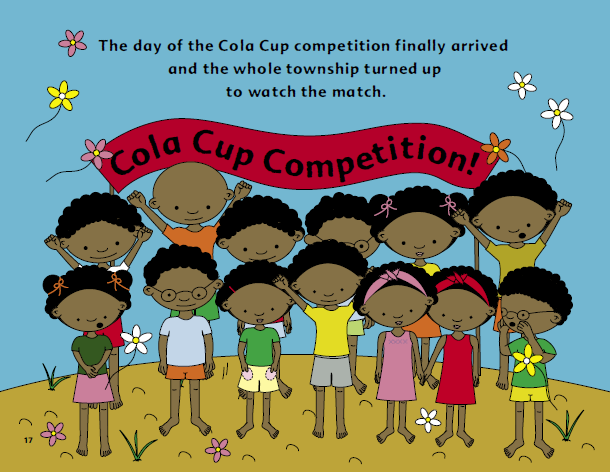 The day of the Cola Cup competition finally arrived
and the whole township turned up
to watch the match.
Cola Cup Competition!
17